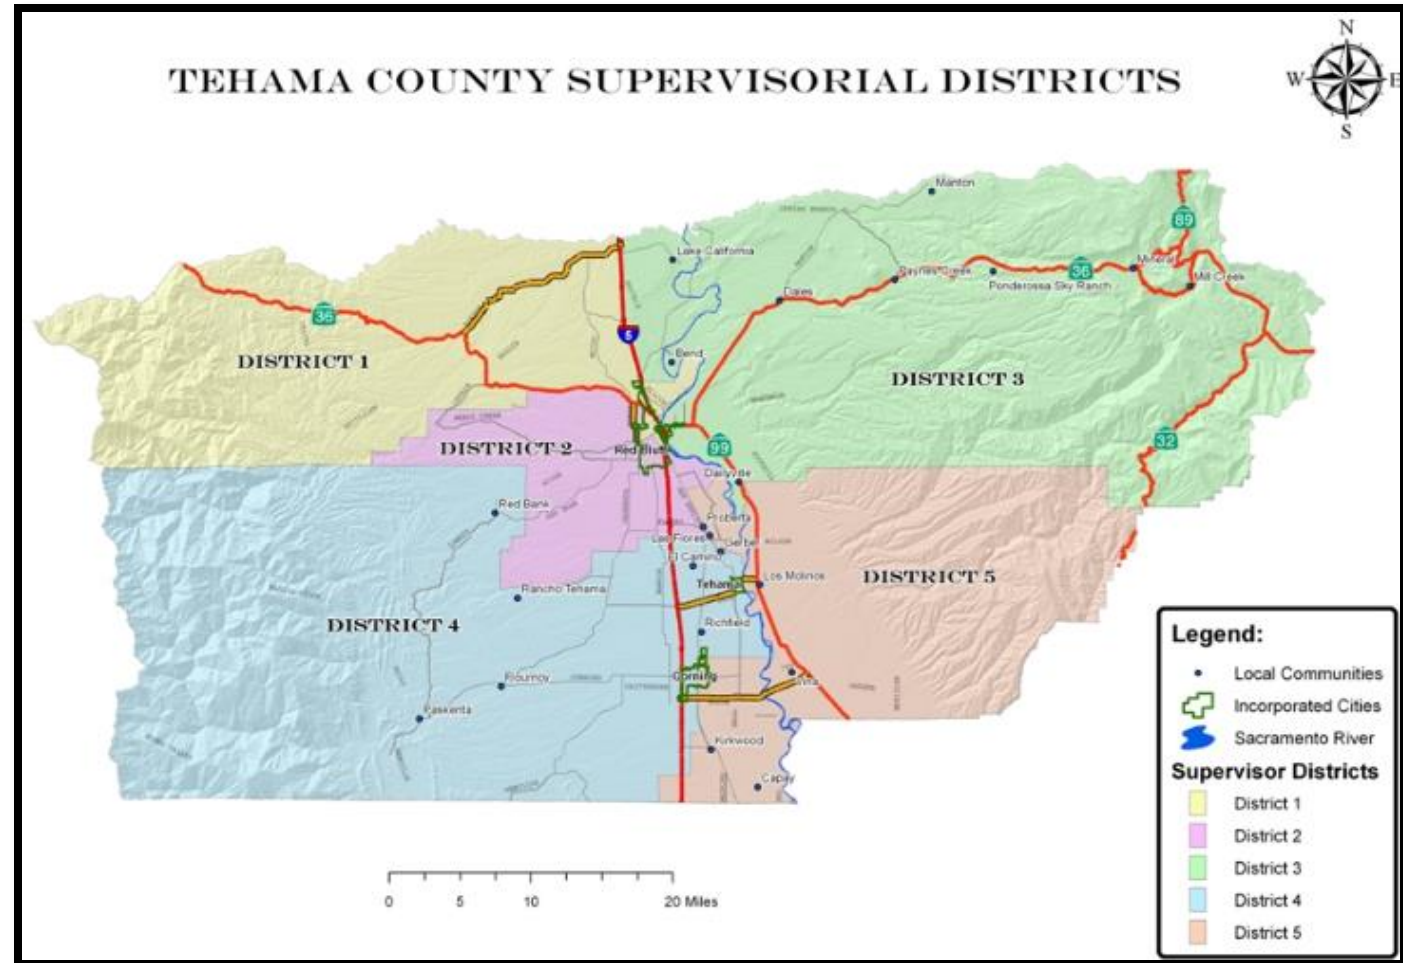 N
W E
S
TEHAMA COUNTY SUPERVISORIAL DISTRICTS
Manton
89
Lake California
Mineral
Paynes Creek
36
Mill Creek
Ponderossa Sky Ranch
Dales
36
5
DISTRICT 1
Bend
DISTRICT 3
DISTRICT 2
Red Bluff
99
32
Dairyville
Red Bank
Proberta
Las Flores
Gerber
El Camino
Tehama
Los Molinos
DISTRICT 5
Rancho Tehama
DISTRICT 4
Richfield
Flournoy
Corning
Vina
Paskenta
Kirkwood
Capay
0 5 10 20 Miles
Legend:
Local Communities
Incorporated Cities
Sacramento River
Supervisor Districts
District 1
District 2
District 3
District 4
District 5